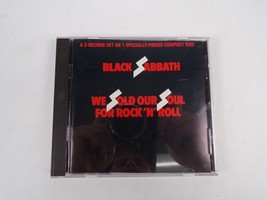 A 2-RECORD SET ON 1 SPECIALLY-PRICED COMPACT DISC
BLACK SABBATH
WE SOLD OUR SOUL
FOR ROCK 'N' ROLL